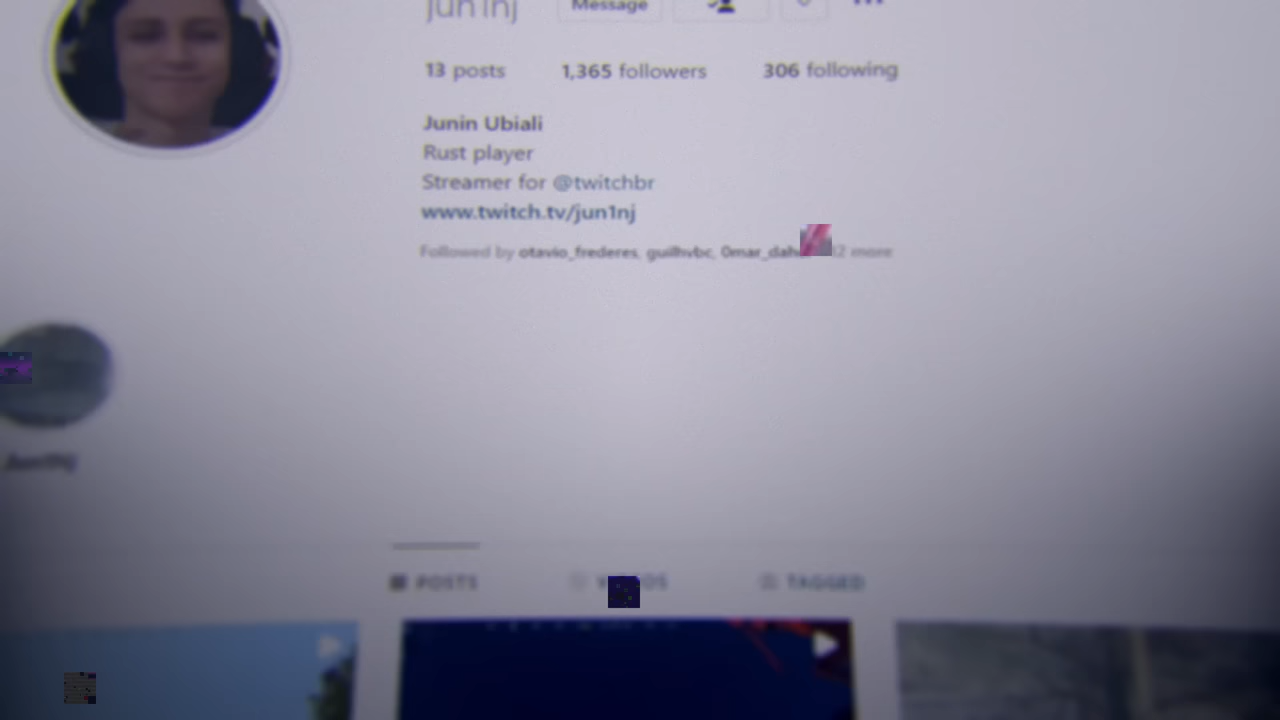 jun1nj Message
13 posts 1,365 followers 306 following
Junin Ubiali
Rust player
Streamer for @twitchbr
www.twitch.tv/jun1nj
Followed by otavio_frederes, guilhvbc, 0mar_dah 2 more
POSTS TAGGED